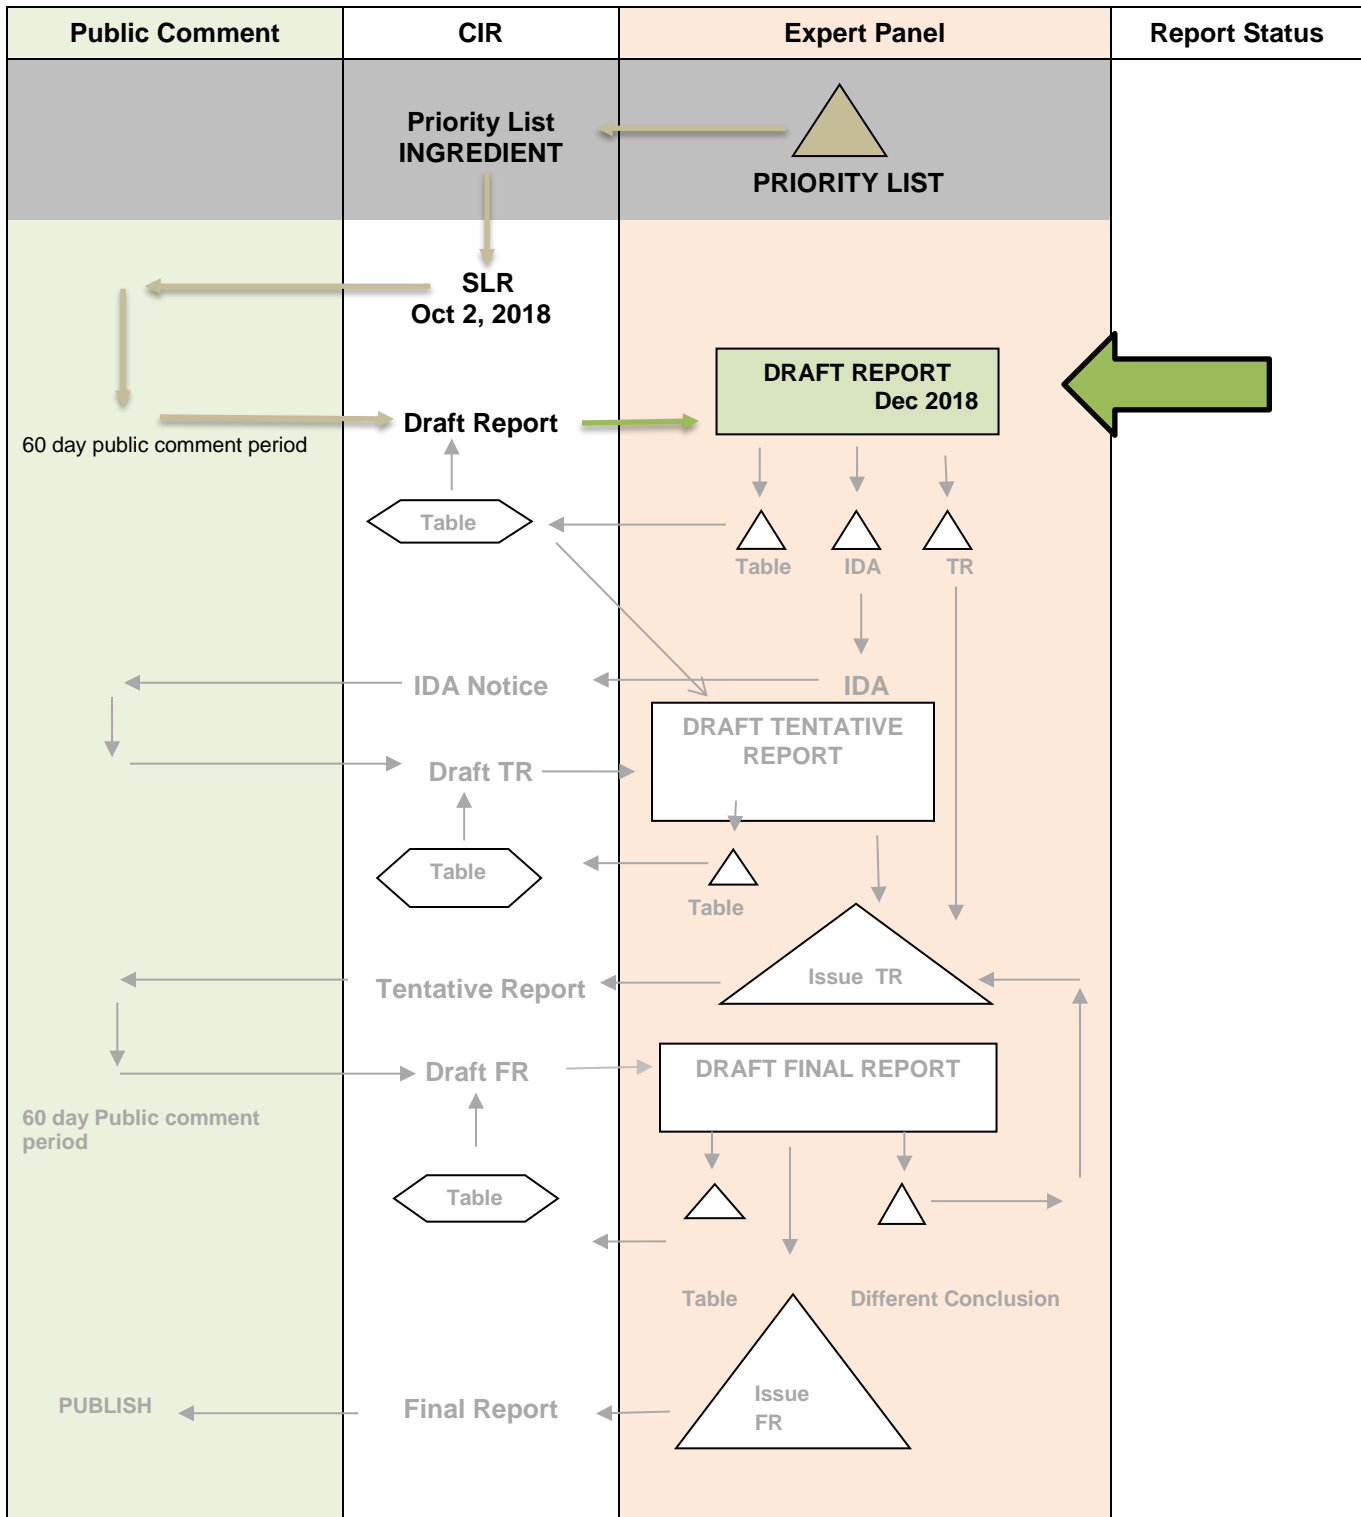 Public Comment
CIR
Expert Panel
Report Status
Priority List
INGREDIENT
PRIORITY LIST
SLR
Oct 2, 2018
DRAFT REPORT
Dec 2018
60 day public comment period
Draft Report
Table
Table
IDA
TR
IDA Notice
IDA
DRAFT TENTATIVE
REPORT
Draft TR
Table
Table
Issue TR
Tentative Report
Draft FR
DRAFT FINAL REPORT
60 day Public comment
period
Table
Table
Different Conclusion
PUBLISH
Final Report
Issue
FR